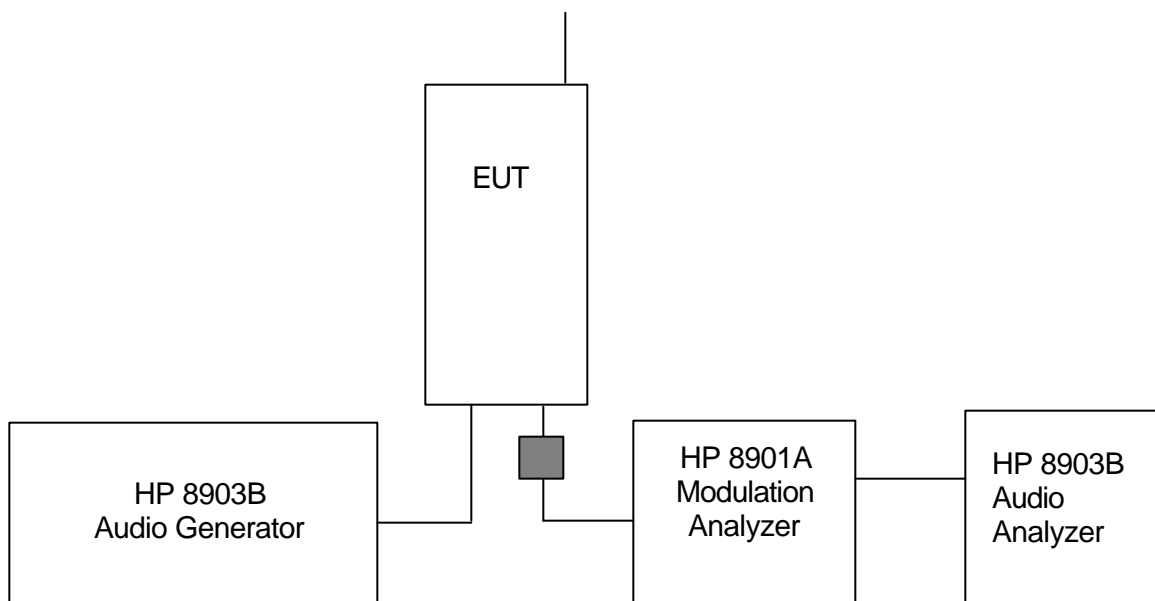 EUT
HP 8903B
Audio Generator
HP 8901A
Modulation
Analyzer
HP 8903B
Audio
Analyzer